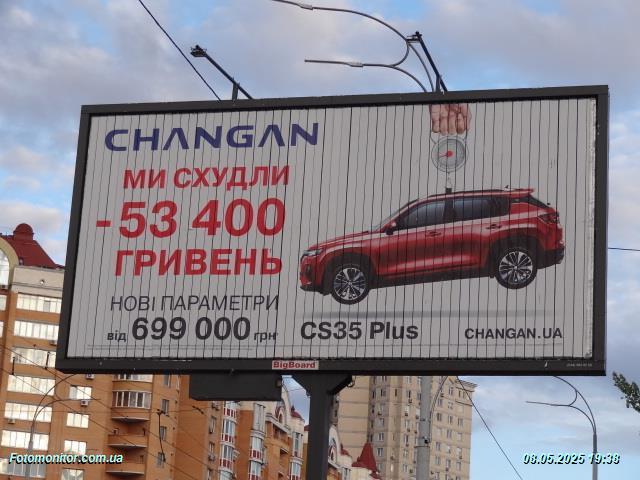 CHANGAN
МИ СХУДЛИ
- 53 400
ГРИВЕНЬ
НОВІ ПАРАМЕТРИ
від 699 000 грн
CS35 Plus
CHANGAN.UA
BigBoard
Fotomonitor.com.ua
08.05.2025 19:38